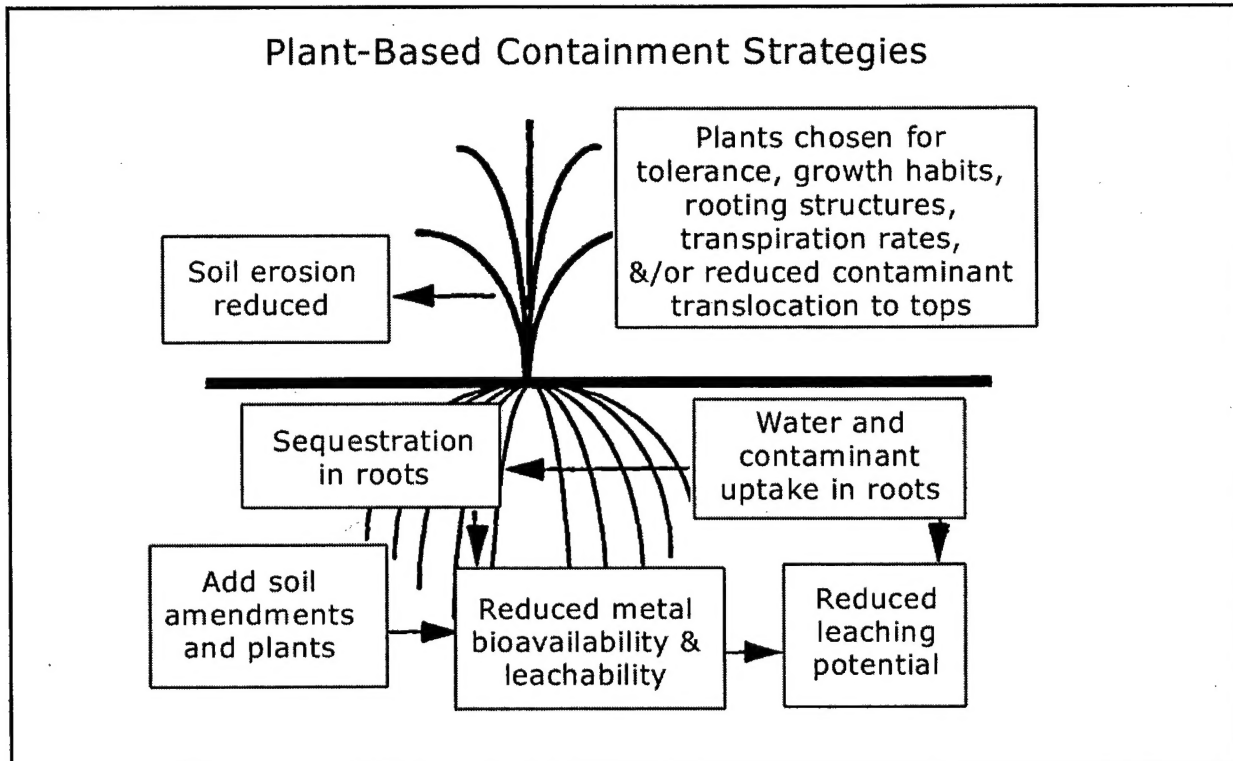 Plant-Based Containment Strategies
Plants chosen for
tolerance, growth habits,
rooting structures,
transpiration rates,
&/or reduced contaminant
translocation to tops
Soil erosion
reduced
Sequestration
in roots
Water and
contaminant
uptake in roots
Add soil
amendments
and plants
Reduced metal
bioavailability &
leachability
Reduced
leaching
potential